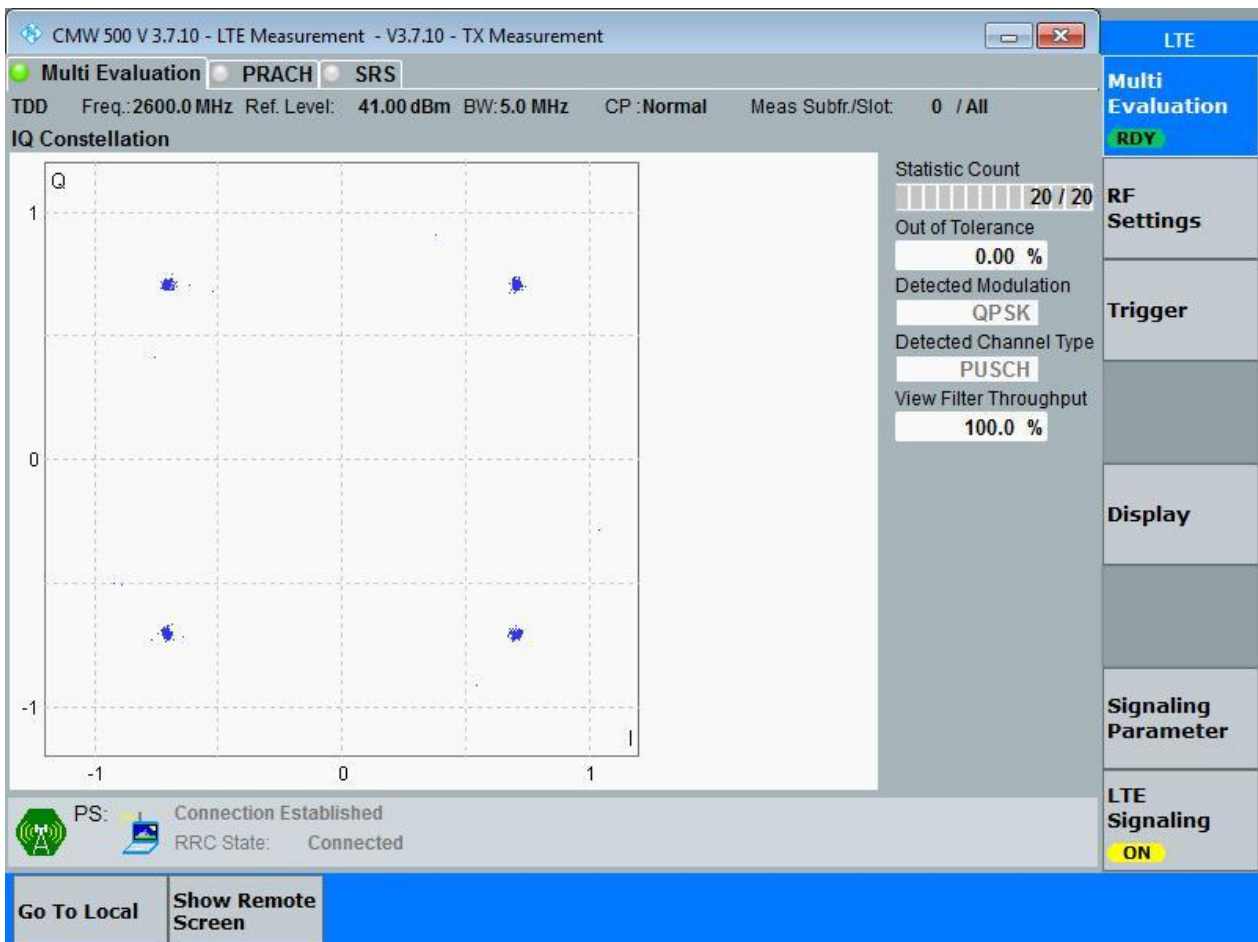 CMW 500 V 3.7.10 - LTE Measurement - V3.7.10 - TX Measurement
LTE
Multi Evaluation PRACH SRS
TDD Freq.: 2600.0 MHz Ref. Level: 41.00 dBm BW: 5.0 MHz CP : Normal Meas Subfr./Slot: 0 / All
IQ Constellation
Q
1
0
-1
I
-1 0 1
Statistic Count
20 / 20
Out of Tolerance
0.00 %
Detected Modulation
QPSK
Detected Channel Type
PUSCH
View Filter Throughput
100.0 %
Multi
Evaluation
RDY
RF
Settings
Trigger
Display
Signaling
Parameter
LTE
Signaling
ON
PS: Connection Established
RRC State: Connected
Go To Local
Show Remote
Screen